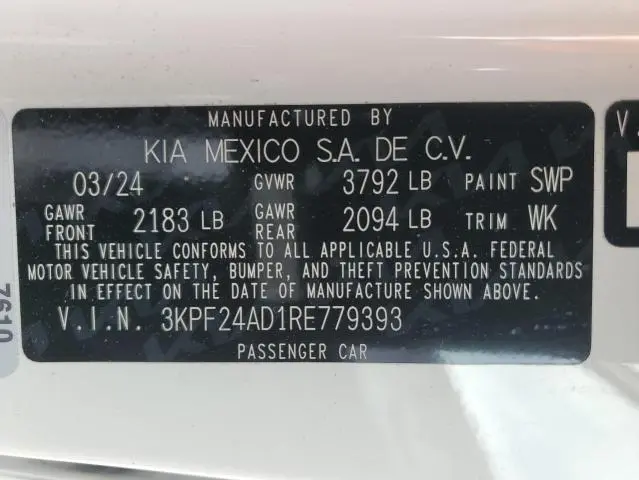 MANUFACTURED BY
KIA MEXICO S.A. DE C.V.
03/24 GVWR 3792 LB PAINT SWP
GAWR FRONT 2183 LB GAWR REAR 2094 LB TRIM WK
THIS VEHICLE CONFORMS TO ALL APPLICABLE U.S.A. FEDERAL
MOTOR VEHICLE SAFETY, BUMPER, AND THEFT PREVENTION STANDARDS
IN EFFECT ON THE DATE OF MANUFACTURE SHOWN ABOVE.
V.I.N. 3KPF24AD1RE779393
PASSENGER CAR
7610
V